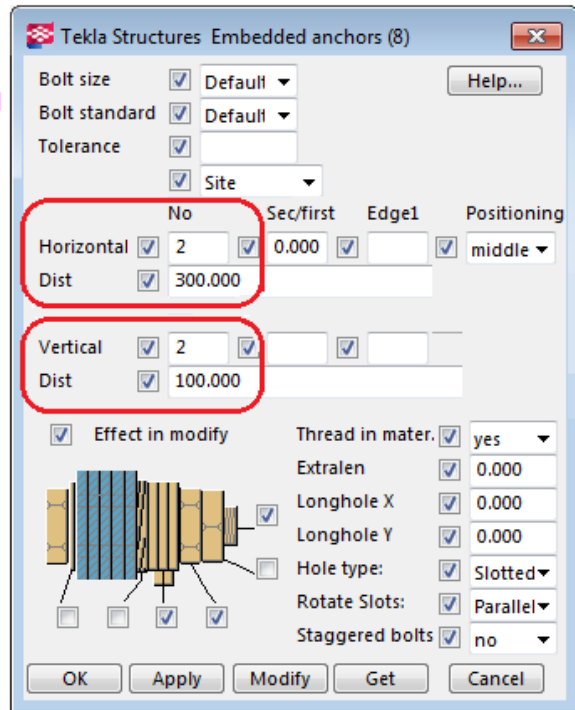 Tekla Structures Embedded anchors (8)
Bolt size Default Help...
Bolt standard Default
Tolerance
Site
No Sec/first Edge1 Positioning
Horizontal 2 0.000 middle
Dist 300.000
Vertical 2
Dist 100.000
Effect in modify Thread in mater. yes
Extralen 0.000
Longhole X 0.000
Longhole Y 0.000
Hole type: Slotted
Rotate Slots: Parallel
Staggered bolts no
OK Apply Modify Get Cancel